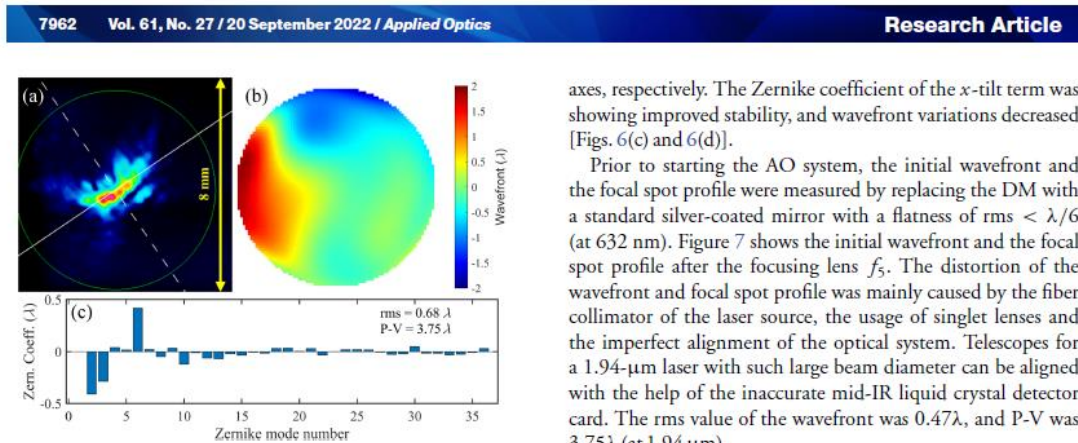 7962 Vol. 61, No. 27 / 20 September 2022 / Applied Optics Research Article
(a)
8 mm
(b)
2
1.5
1
0.5
0
-0.5
-1
-1.5
-2
Wavefront (λ)
(c)
rms = 0.68 λ
P-V = 3.75 λ
Zern. Coeff. (λ)
0.5
0
-0.5
0 5 10 15 20 25 30 35
Zernike mode number
axes, respectively. The Zernike coefficient of the x-tilt term was
showing improved stability, and wavefront variations decreased
[Figs. 6(c) and 6(d)].
Prior to starting the AO system, the initial wavefront and
the focal spot profile were measured by replacing the DM with
a standard silver-coated mirror with a flatness of rms < λ/6
(at 632 nm). Figure 7 shows the initial wavefront and the focal
spot profile after the focusing lens f5. The distortion of the
wavefront and focal spot profile was mainly caused by the fiber
collimator of the laser source, the usage of singlet lenses and
the imperfect alignment of the optical system. Telescopes for
a 1.94-μm laser with such large beam diameter can be aligned
with the help of the inaccurate mid-IR liquid crystal detector
card. The rms value of the wavefront was 0.47λ, and P-V was
3.75λ (at 1.94 μm).